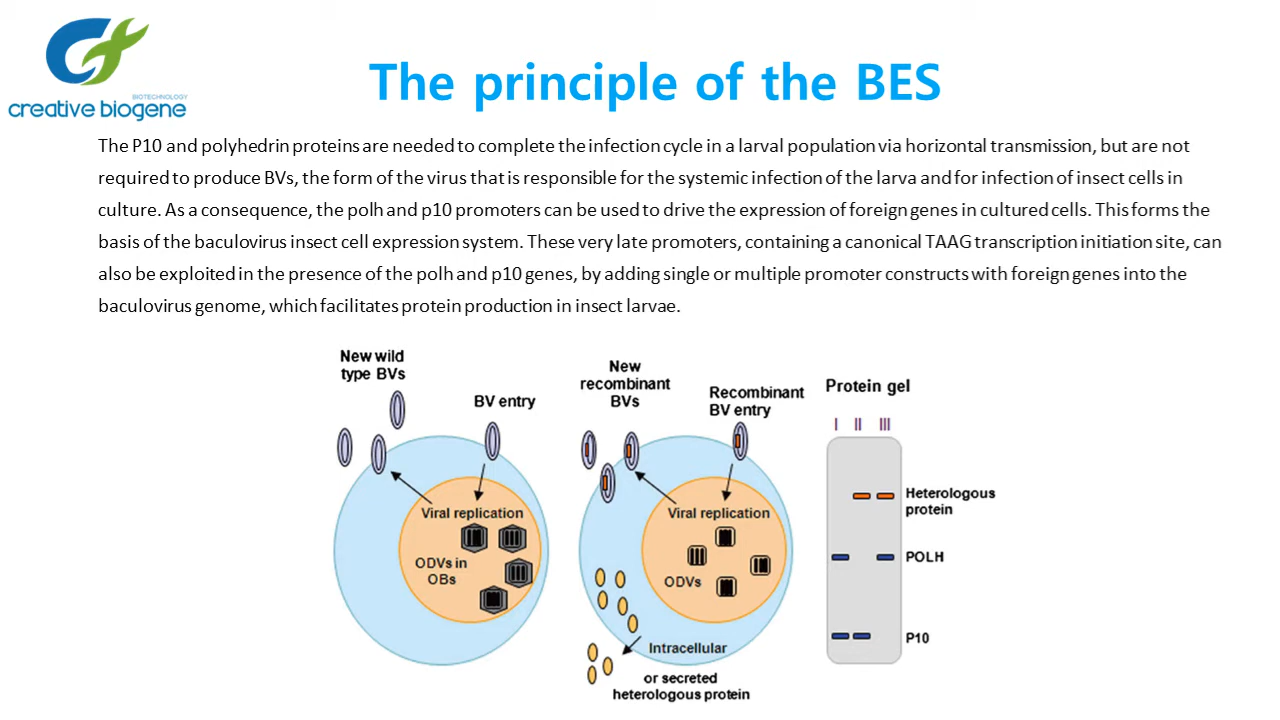 BIOTECHNOLOGY
creative biogene
The principle of the BES
The P10 and polyhedrin proteins are needed to complete the infection cycle in a larval population via horizontal transmission, but are not
required to produce BVs, the form of the virus that is responsible for the systemic infection of the larva and for infection of insect cells in
culture. As a consequence, the polh and p10 promoters can be used to drive the expression of foreign genes in cultured cells. This forms the
basis of the baculovirus insect cell expression system. These very late promoters, containing a canonical TAAG transcription initiation site, can
also be exploited in the presence of the polh and p10 genes, by adding single or multiple promoter constructs with foreign genes into the
baculovirus genome, which facilitates protein production in insect larvae.
New wild
type BVs
BV entry
Viral replication
ODVs in
OBs
New
recombinant
BVs
Recombinant
BV entry
Viral replication
ODVs
Intracellular
or secreted
heterologous protein
Protein gel
I II III
Heterologous
protein
POLH
P10